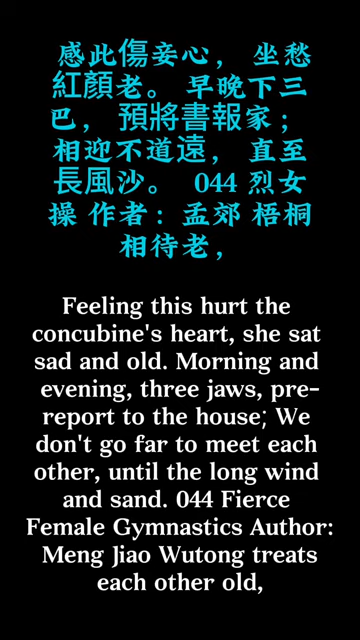 感此傷妾心， 坐愁
紅顏老。 早晚下三
巴， 預將書報家；
相迎不道遠， 直至
長風沙。 044 烈女
操 作者：孟郊 梧桐
相待老，
Feeling this hurt the
concubine's heart, she sat
sad and old. Morning and
evening, three jaws, pre-
report to the house; We
don't go far to meet each
other, until the long wind
and sand. 044 Fierce
Female Gymnastics Author:
Meng Jiao Wutong treats
each other old,